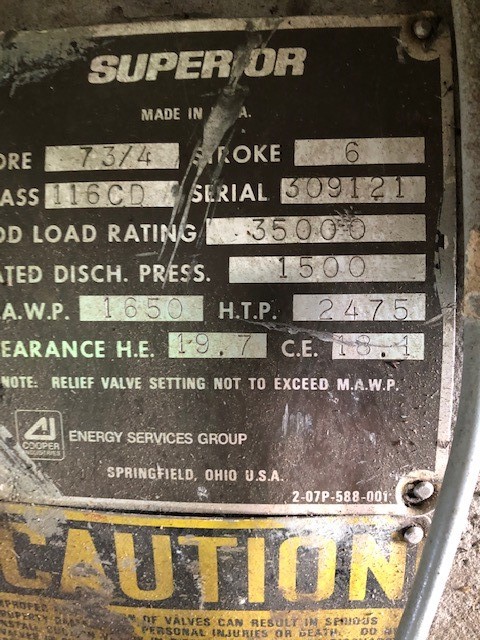 SUPERIOR
MADE IN U.S.A.
ORE 7 3/4 STROKE 6
ASS 116CD SERIAL 309121
OD LOAD RATING 35000
ATED DISCH. PRESS. 1500
.A.W.P. 1650 H.T.P. 2475
EARANCE H.E. 19.7 C.E. 18.1
NOTE: RELIEF VALVE SETTING NOT TO EXCEED M.A.W.P.
COOPER INDUSTRIES ENERGY SERVICES GROUP
SPRINGFIELD, OHIO U.S.A.
2-07P-588-001
CAUTION
MPROPER
OF VALVES CAN RESULT IN SERIOUS
PERSONAL INJURIES OR DEATH. DO